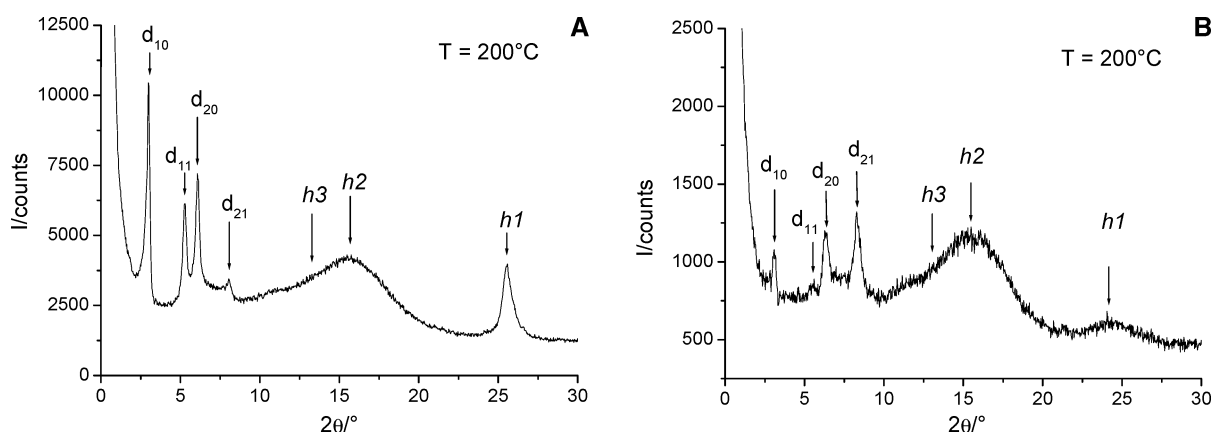 A
T = 200°C
I/counts
12500
10000
7500
5000
2500
0
d10
d11
d20
d21
h3
h2
h1
0 5 10 15 20 25 30
2θ/°
B
T = 200°C
I/counts
2500
2000
1500
1000
500
d10
d11
d20
d21
h3
h2
h1
0 5 10 15 20 25 30
2θ/°